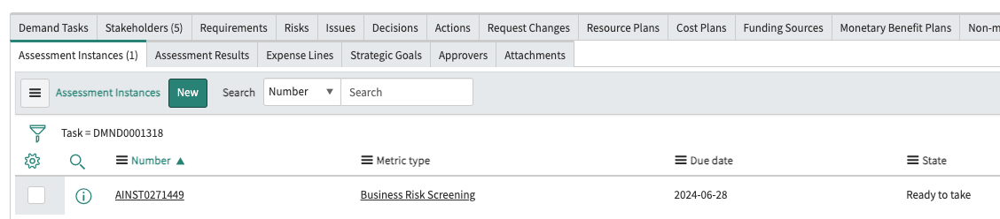 Demand Tasks Stakeholders (5) Requirements Risks Issues Decisions Actions Request Changes Resource Plans Cost Plans Funding Sources Monetary Benefit Plans Non-m
Assessment Instances (1) Assessment Results Expense Lines Strategic Goals Approvers Attachments
Assessment Instances New Search Number Search
Task = DMND0001318
Number Metric type Due date State
AINST0271449 Business Risk Screening 2024-06-28 Ready to take